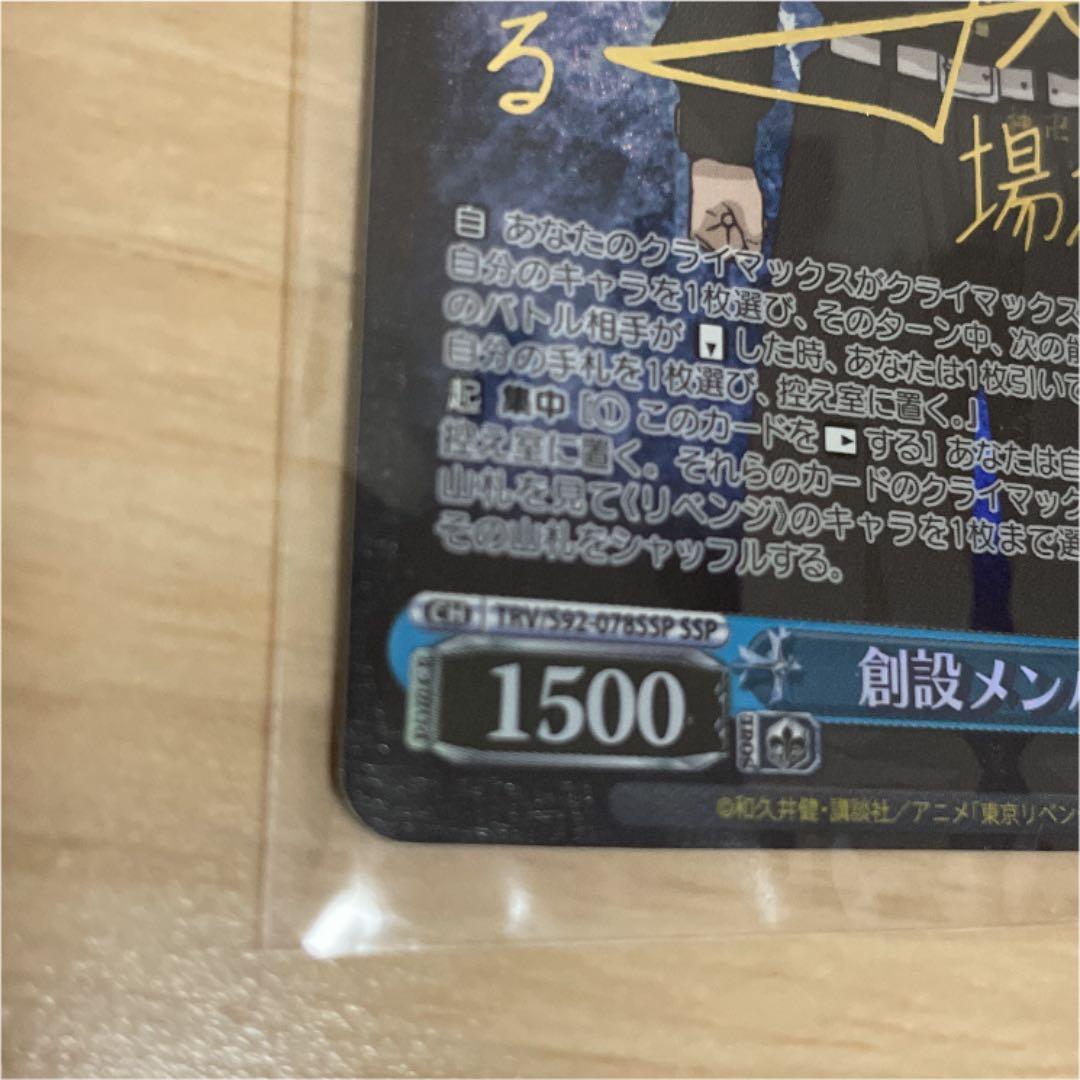 る
場
自 あなたのクライマックスがクライマックス
自分のキャラを1枚選び、そのターン中、次の能
のバトル相手が した時、あなたは1枚引いて
自分の手札を1枚選び、控え室に置く。」
起 集中 [① このカードを する] あなたは自
控え室に置く。それらのカードのクライマック
山札を見て《リベンジ》のキャラを1枚まで選
その山札をシャッフルする。
CH TRV/S92-078SSP SSP
POWER 1500
創設メン
©和久井健・講談社／アニメ「東京リベン